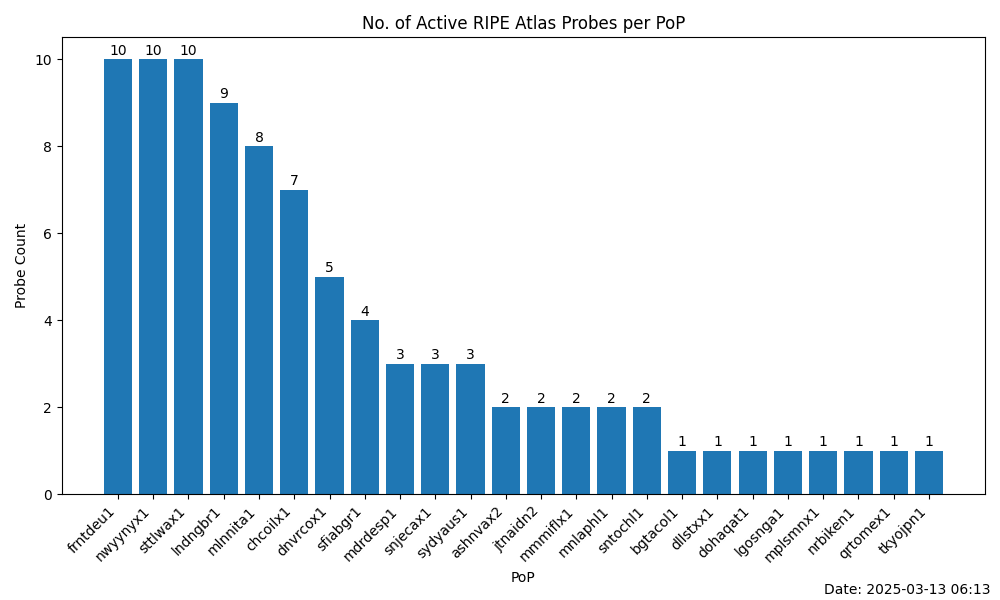 No. of Active RIPE Atlas Probes per PoP
Probe Count
10
8
6
4
2
0
10 10 10 9 8 7 5 4 3 3 3 2 2 2 2 2 1 1 1 1 1 1 1 1
frntdeu1 nwyynyx1 sttlwax1 lndngbr1 mlnnita1 chcoilx1 dnvrcox1 sfiabgr1 mdrdesp1 snjecax1 sydyaus1 ashnvax2 jtnaidn2 mmmiflx1 mnlaphl1 sntochl1 bgtacol1 dllstxx1 dohaqat1 lgosnga1 mplsmnx1 nrbiken1 qrtomex1 tkyojpn1
PoP
Date: 2025-03-13 06:13